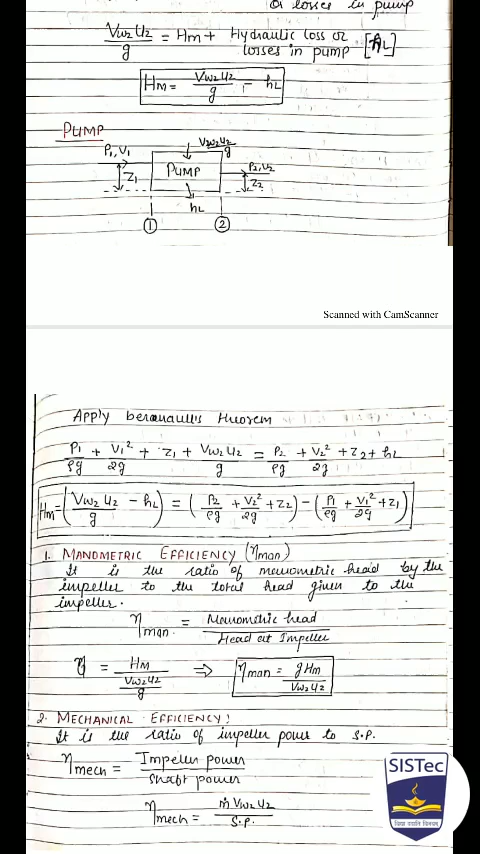 Or losses in pump
Vw2 U2/g = Hm + Hydraulic loss or losses in pump [hL]
Hm = Vw2 U2/g - hL
PUMP
P1, V1
Vw2 U2/g
PUMP
P2, V2
Z1
Z2
hL
1
2
Scanned with CamScanner
Apply beranaulli's theorem
P1/ρg + V1²/2g + Z1 + Vw2 U2/g = P2/ρg + V2²/2g + Z2 + hL
Hm = (Vw2 U2/g - hL) = (P2/ρg + V2²/2g + Z2) - (P1/ρg + V1²/2g + Z1)
1. MANOMETRIC EFFICIENCY (ηman)
It is the ratio of manometric head by the
impeller to the total head given to the
impeller.
ηman. = Manometric head/Head at Impeller
η = Hm/(Vw2 U2/g) ⇒ ηman = gHm/Vw2 U2
2. MECHANICAL EFFICIENCY:
It is the ratio of impeller power to S.P.
ηmech = Impeller power/shaft power
ηmech = ṁ Vw2 U2/S.P.
SISTec
विद्या परमं निधानम्